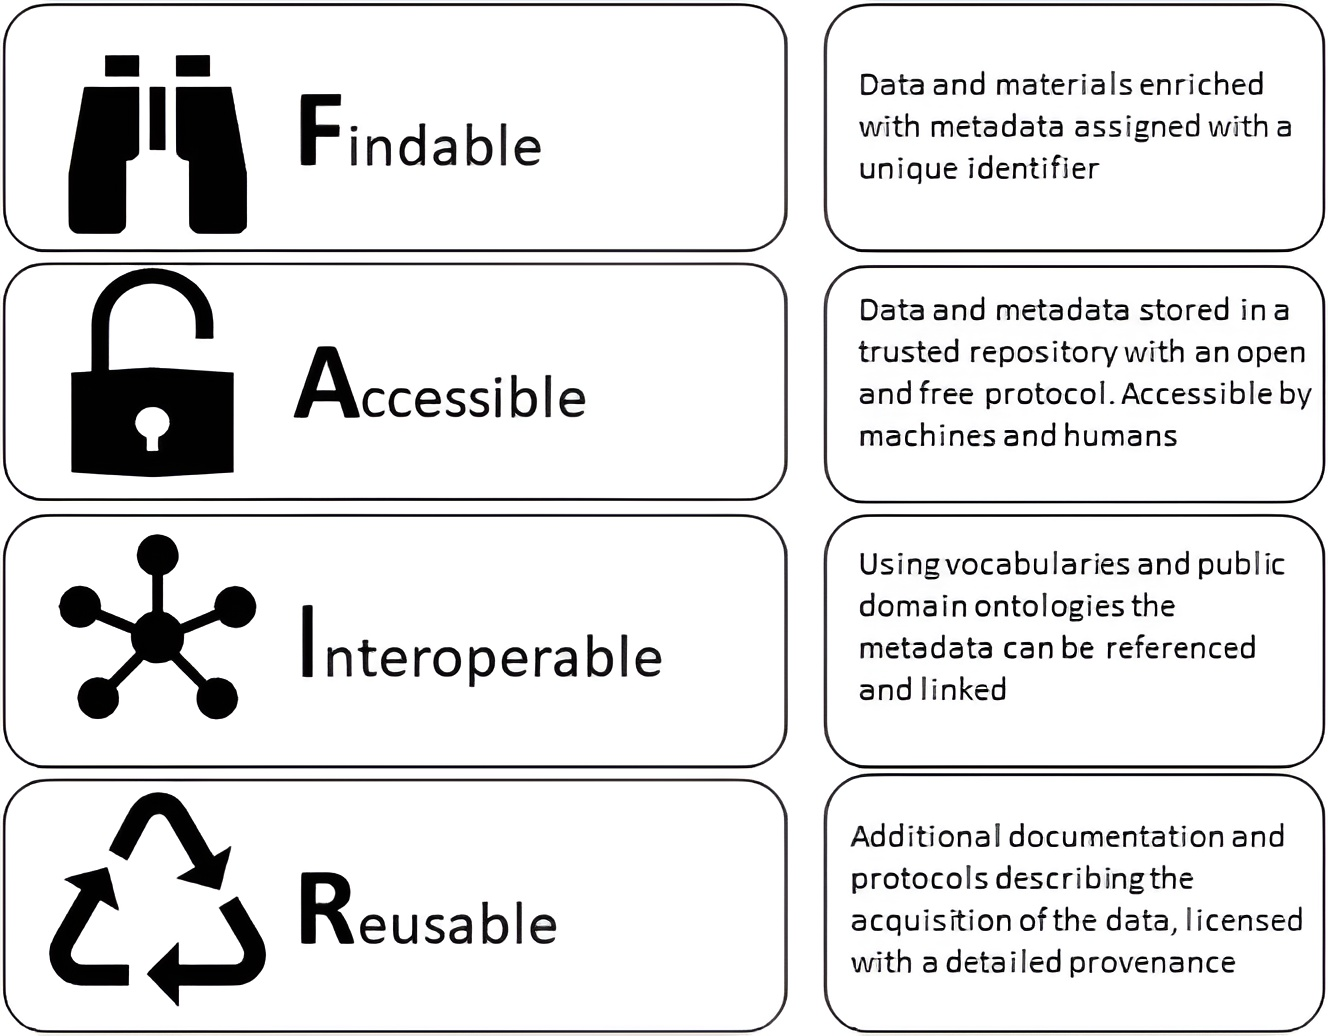 Findable
Data and materials enriched
with metadata assigned with a
unique identifier
Accessible
Data and metadata stored in a
trusted repository with an open
and free protocol. Accessible by
machines and humans
Interoperable
Using vocabularies and public
domain ontologies the
metadata can be referenced
and linked
Reusable
Additional documentation and
protocols describing the
acquisition of the data, licensed
with a detailed provenance